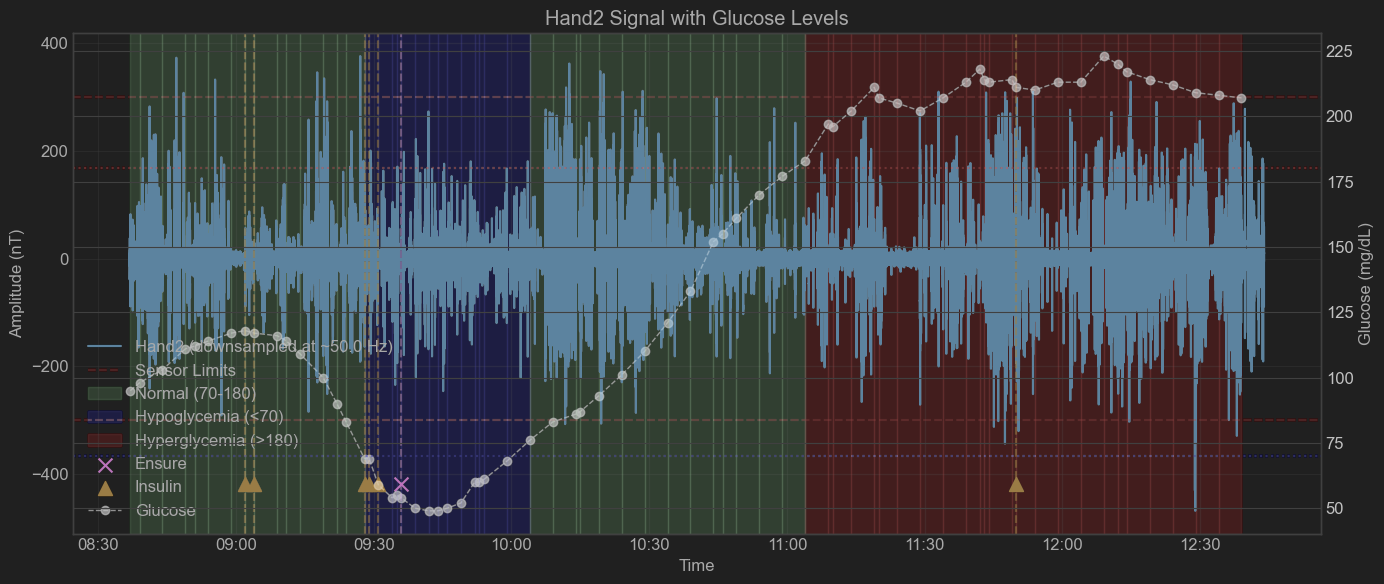 Hand2 Signal with Glucose Levels
400
200
0
−200
−400
Amplitude (nT)
225
200
175
150
125
100
75
50
Glucose (mg/dL)
Hand2 (downsampled at ~50.0 Hz)
Sensor Limits
Normal (70-180)
Hypoglycemia (<70)
Hyperglycemia (>180)
Ensure
Insulin
Glucose
08:30 09:00 09:30 10:00 10:30 11:00 11:30 12:00 12:30
Time